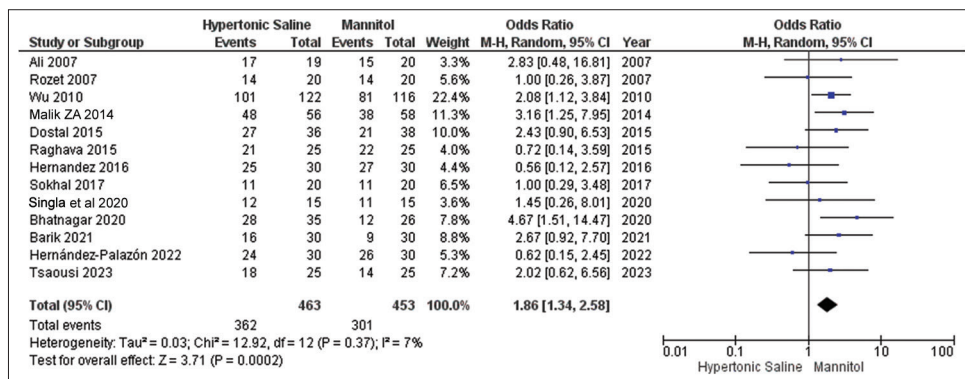 Hypertonic Saline Mannitol Odds Ratio Odds Ratio
Study or Subgroup Events Total Events Total Weight M-H, Random, 95% CI Year M-H, Random, 95% CI
Ali 2007 17 19 15 20 3.3% 2.83 [0.48, 16.81] 2007
Rozet 2007 14 20 14 20 6.0% 1.00 [0.26, 3.87] 2007
Wu 2010 101 122 81 116 22.4% 2.08 [1.12, 3.84] 2010
Malik ZA 2014 48 56 38 58 11.3% 3.16 [1.25, 7.95] 2014
Dostal 2015 27 36 21 38 10.0% 2.43 [0.90, 6.53] 2015
Raghava 2015 21 25 22 25 4.3% 0.72 [0.14, 3.59] 2015
Hernandez 2016 25 30 27 30 4.4% 0.56 [0.12, 2.57] 2016
Sokhal 2017 11 20 11 20 6.5% 1.00 [0.29, 3.48] 2017
Singla et al 2020 12 15 11 15 3.6% 1.45 [0.26, 8.01] 2020
Bhatnagar 2020 28 35 12 26 7.8% 4.67 [1.51, 14.47] 2020
Barik 2021 16 30 9 30 8.8% 2.67 [0.92, 7.70] 2021
Hernández-Palazón 2022 24 30 26 30 5.3% 0.62 [0.15, 2.45] 2022
Tsaousi 2023 18 25 14 25 7.2% 2.02 [0.62, 6.56] 2023
Total (95% CI) 463 453 100.0% 1.86 [1.34, 2.58]
Total events 362 301
Heterogeneity: Tau² = 0.03; Chi² = 12.92, df = 12 (P = 0.37); I² = 7%
Test for overall effect: Z = 3.71 (P = 0.0002)
0.01 0.1 1 10 100
Hypertonic Saline Mannitol